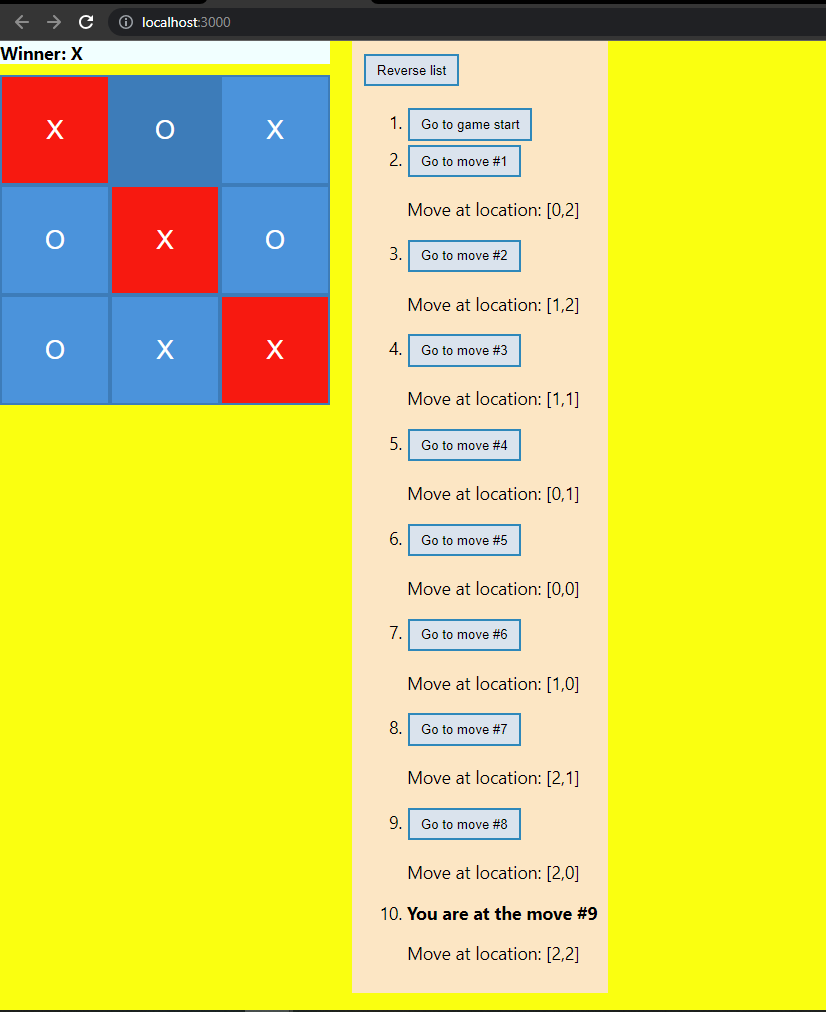 localhost:3000
Winner: X
X O X
O X O
O X X
Reverse list
1. Go to game start
2. Go to move #1
Move at location: [0,2]
3. Go to move #2
Move at location: [1,2]
4. Go to move #3
Move at location: [1,1]
5. Go to move #4
Move at location: [0,1]
6. Go to move #5
Move at location: [0,0]
7. Go to move #6
Move at location: [1,0]
8. Go to move #7
Move at location: [2,1]
9. Go to move #8
Move at location: [2,0]
10. You are at the move #9
Move at location: [2,2]